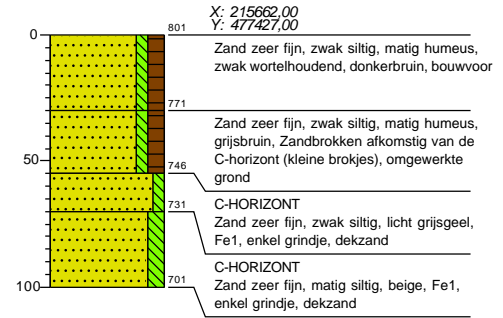 X: 215662,00
Y: 477427,00
0
801
Zand zeer fijn, zwak siltig, matig humeus,
zwak wortelhoudend, donkerbruin, bouwvoor
771
Zand zeer fijn, zwak siltig, matig humeus,
grijsbruin, Zandbrokken afkomstig van de
C-horizont (kleine brokjes), omgewerkte
grond
50
746
C-HORIZONT
Zand zeer fijn, zwak siltig, licht grijsgeel,
Fe1, enkel grindje, dekzand
731
C-HORIZONT
Zand zeer fijn, matig siltig, beige, Fe1,
enkel grindje, dekzand
100
701